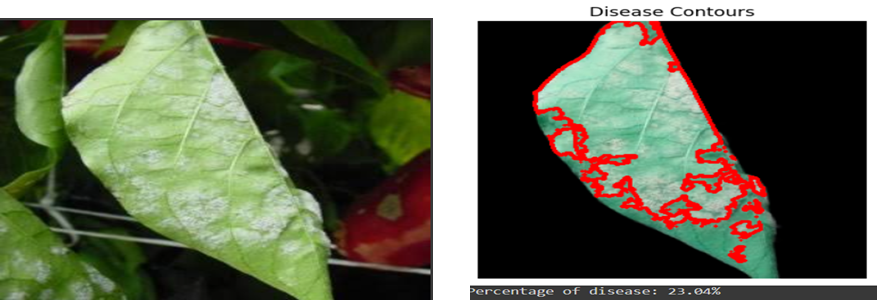 Disease Contours
Percentage of disease: 23.04%